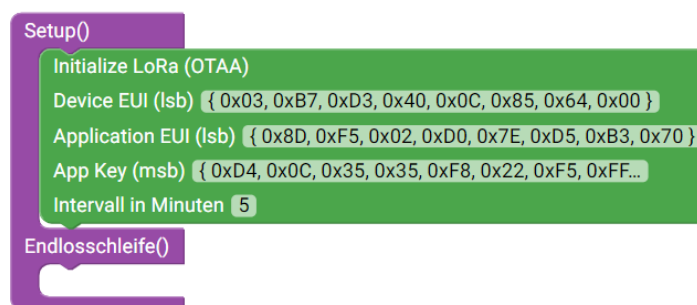 Setup()
Initialize LoRa (OTAA)
Device EUI (lsb) { 0x03, 0xB7, 0xD3, 0x40, 0x0C, 0x85, 0x64, 0x00 }
Application EUI (lsb) { 0x8D, 0xF5, 0x02, 0xD0, 0x7E, 0xD5, 0xB3, 0x70 }
App Key (msb) { 0xD4, 0x0C, 0x35, 0x35, 0xF8, 0x22, 0xF5, 0xFF...
Intervall in Minuten 5
Endlosschleife()